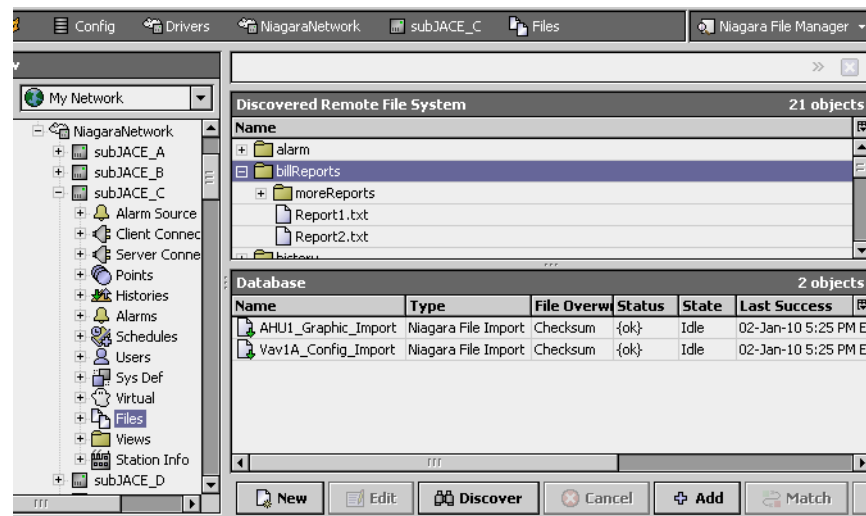 Config Drivers NiagaraNetwork subJACE_C Files Niagara File Manager
My Network
NiagaraNetwork
subJACE_A
subJACE_B
subJACE_C
Alarm Source
Client Connec
Server Conne
Points
Histories
Alarms
Schedules
Users
Sys Def
Virtual
Files
Views
Station Info
subJACE_D
Discovered Remote File System 21 objects
Name
alarm
billReports
moreReports
Report1.txt
Report2.txt
history
Database 2 objects
Name Type File Overw Status State Last Success
AHU1_Graphic_Import Niagara File Import Checksum {ok} Idle 02-Jan-10 5:25 PM E
Vav1A_Config_Import Niagara File Import Checksum {ok} Idle 02-Jan-10 5:25 PM E
New Edit Discover Cancel Add Match